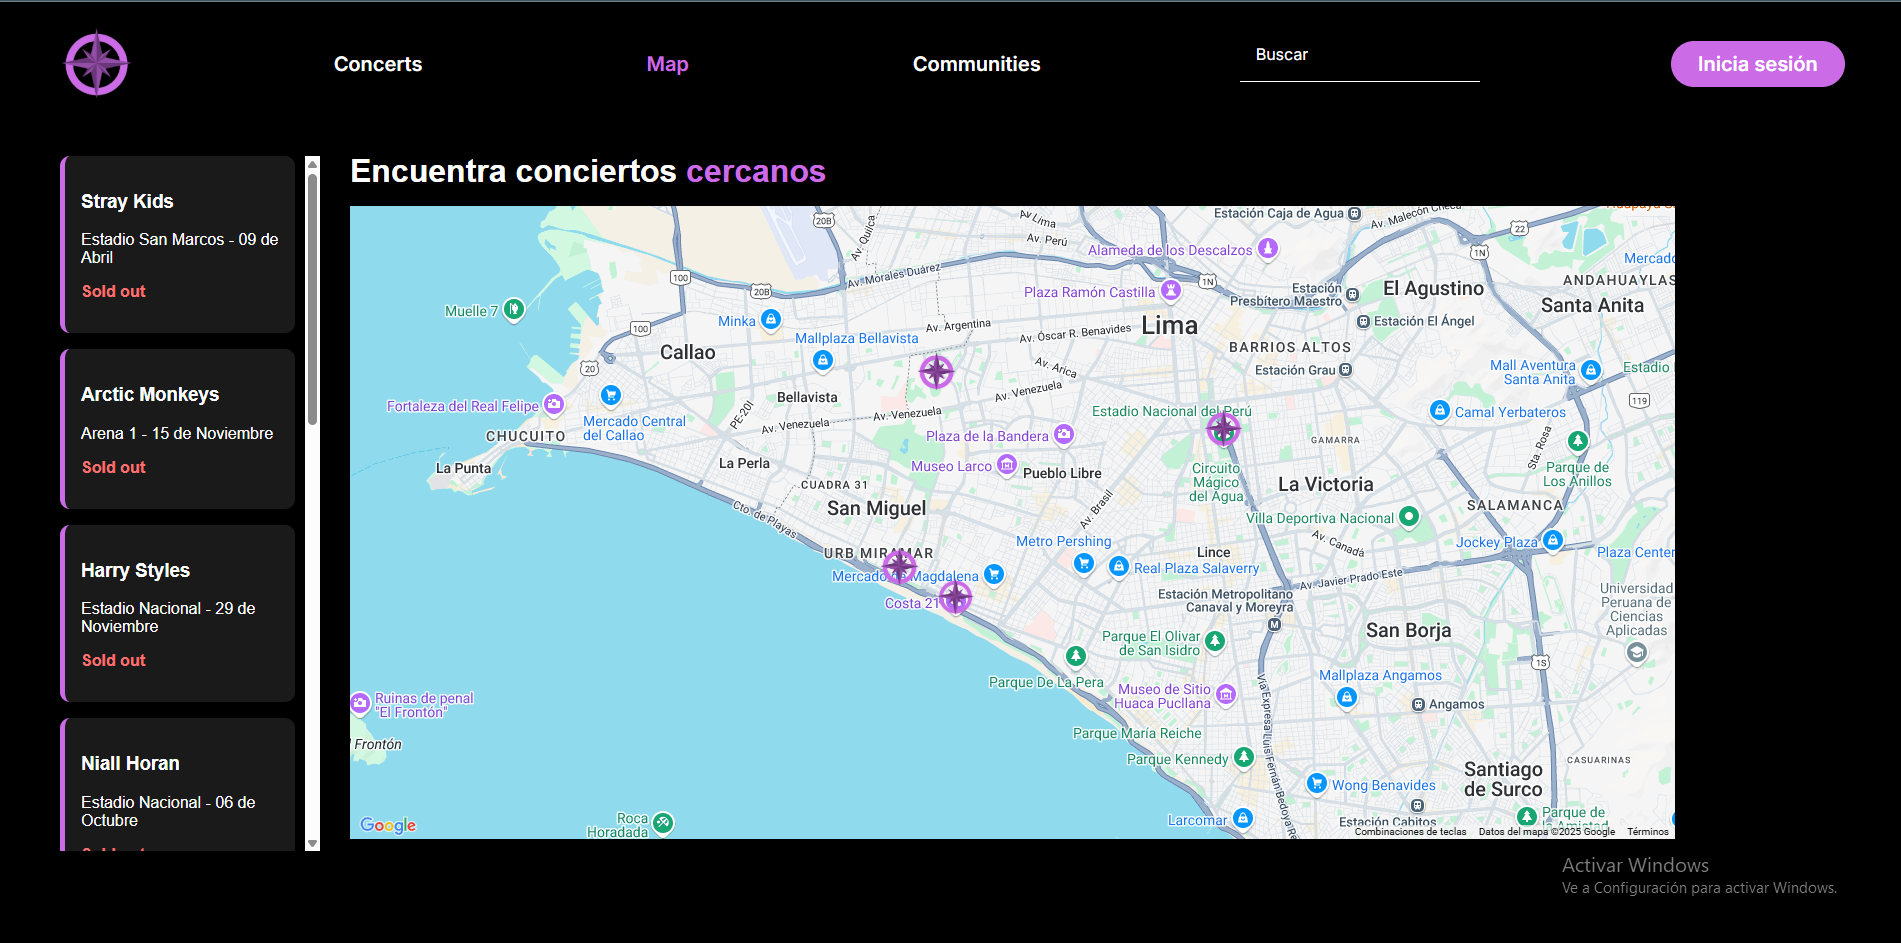 Concerts
Map
Communities
Buscar
Inicia sesión
Stray Kids
Estadio San Marcos - 09 de
Abril
Sold out
Arctic Monkeys
Arena 1 - 15 de Noviembre
Sold out
Harry Styles
Estadio Nacional - 29 de
Noviembre
Sold out
Niall Horan
Estadio Nacional - 06 de
Octubre
Encuentra conciertos cercanos
20B
Av. Quilca
Av Lima
Av. Perú
Estación Caja de Agua
Av. Malecón Checa
22
1N
Alameda de los Descalzos
Mercado
100
20B
Av. Morales Duárez
1N
Plaza Ramón Castilla
Estación
Presbítero Maestro
El Agustino
ANDAHUAYLAS
Santa Anita
Muelle 7
Minka
Av. Argentina
Lima
Estación El Ángel
100
Mallplaza Bellavista
Av. Óscar R. Benavides
BARRIOS ALTOS
Callao
20
Av. Arica
Estación Grau
Mall Aventura
Santa Anita
Estadio
Bellavista
Av. Venezuela
119
Fortaleza del Real Felipe
Mercado Central
del Callao
PE-20I
Av. Venezuela
Av. Venezuela
Estadio Nacional del Perú
Camal Yerbateros
CHUCUITO
Plaza de la Bandera
GAMARRA
Sta. Rosa
La Punta
La Perla
Museo Larco
Pueblo Libre
Circuito
Mágico
del Agua
Parque de
Los Anillos
CUADRA 31
La Victoria
Cto. de Playas
San Miguel
Av. Brasil
SALAMANCA
Villa Deportiva Nacional
URB MIRAMAR
Metro Pershing
Lince
Av. Canadá
Jockey Plaza
Plaza Center
Mercado de Magdalena
Real Plaza Salaverry
Av. Javier Prado Este
Costa 21
Estación Metropolitano
Canaval y Moreyra
Universidad
Peruana de
Ciencias
Aplicadas
M
Parque El Olivar
de San Isidro
San Borja
1S
Parque De La Pera
Museo de Sitio
Huaca Pucllana
Mallplaza Angamos
Ruinas de penal
"El Frontón"
Angamos
l Frontón
Parque María Reiche
Vía Expresa Luis Fernán Bedoya Re
Parque Kennedy
CASUARINAS
Santiago
de Surco
Wong Benavides
Google
Roca
Horadada
Larcomar
Estación Cabitos
Parque de
la Amistad
Combinaciones de teclas
Datos del mapa ©2025 Google
Términos
Activar Windows
Ve a Configuración para activar Windows.